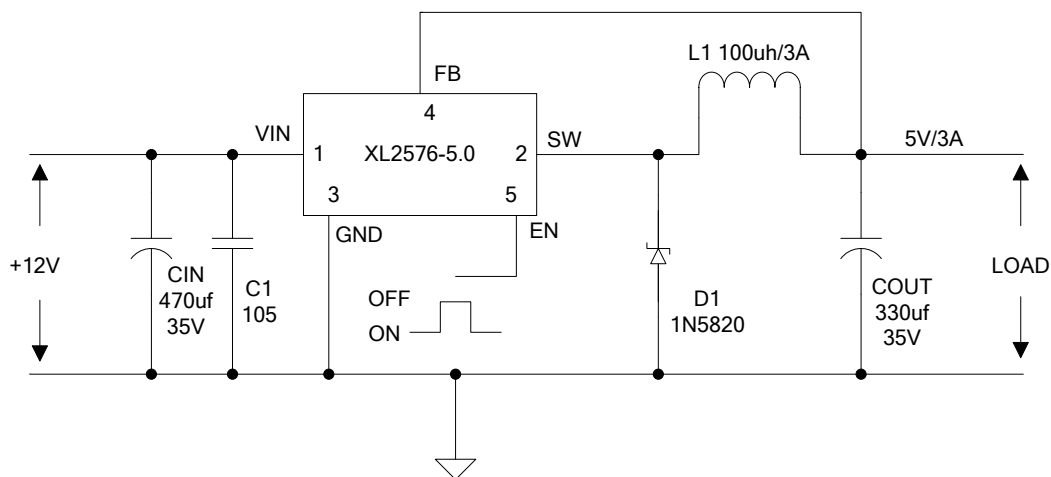 L1 100uh/3A
FB
4
VIN
1
XL2576-5.0
2
SW
5V/3A
3
5
GND
EN
+12V
CIN
470uf
35V
C1
105
OFF
ON
D1
1N5820
COUT
330uf
35V
LOAD